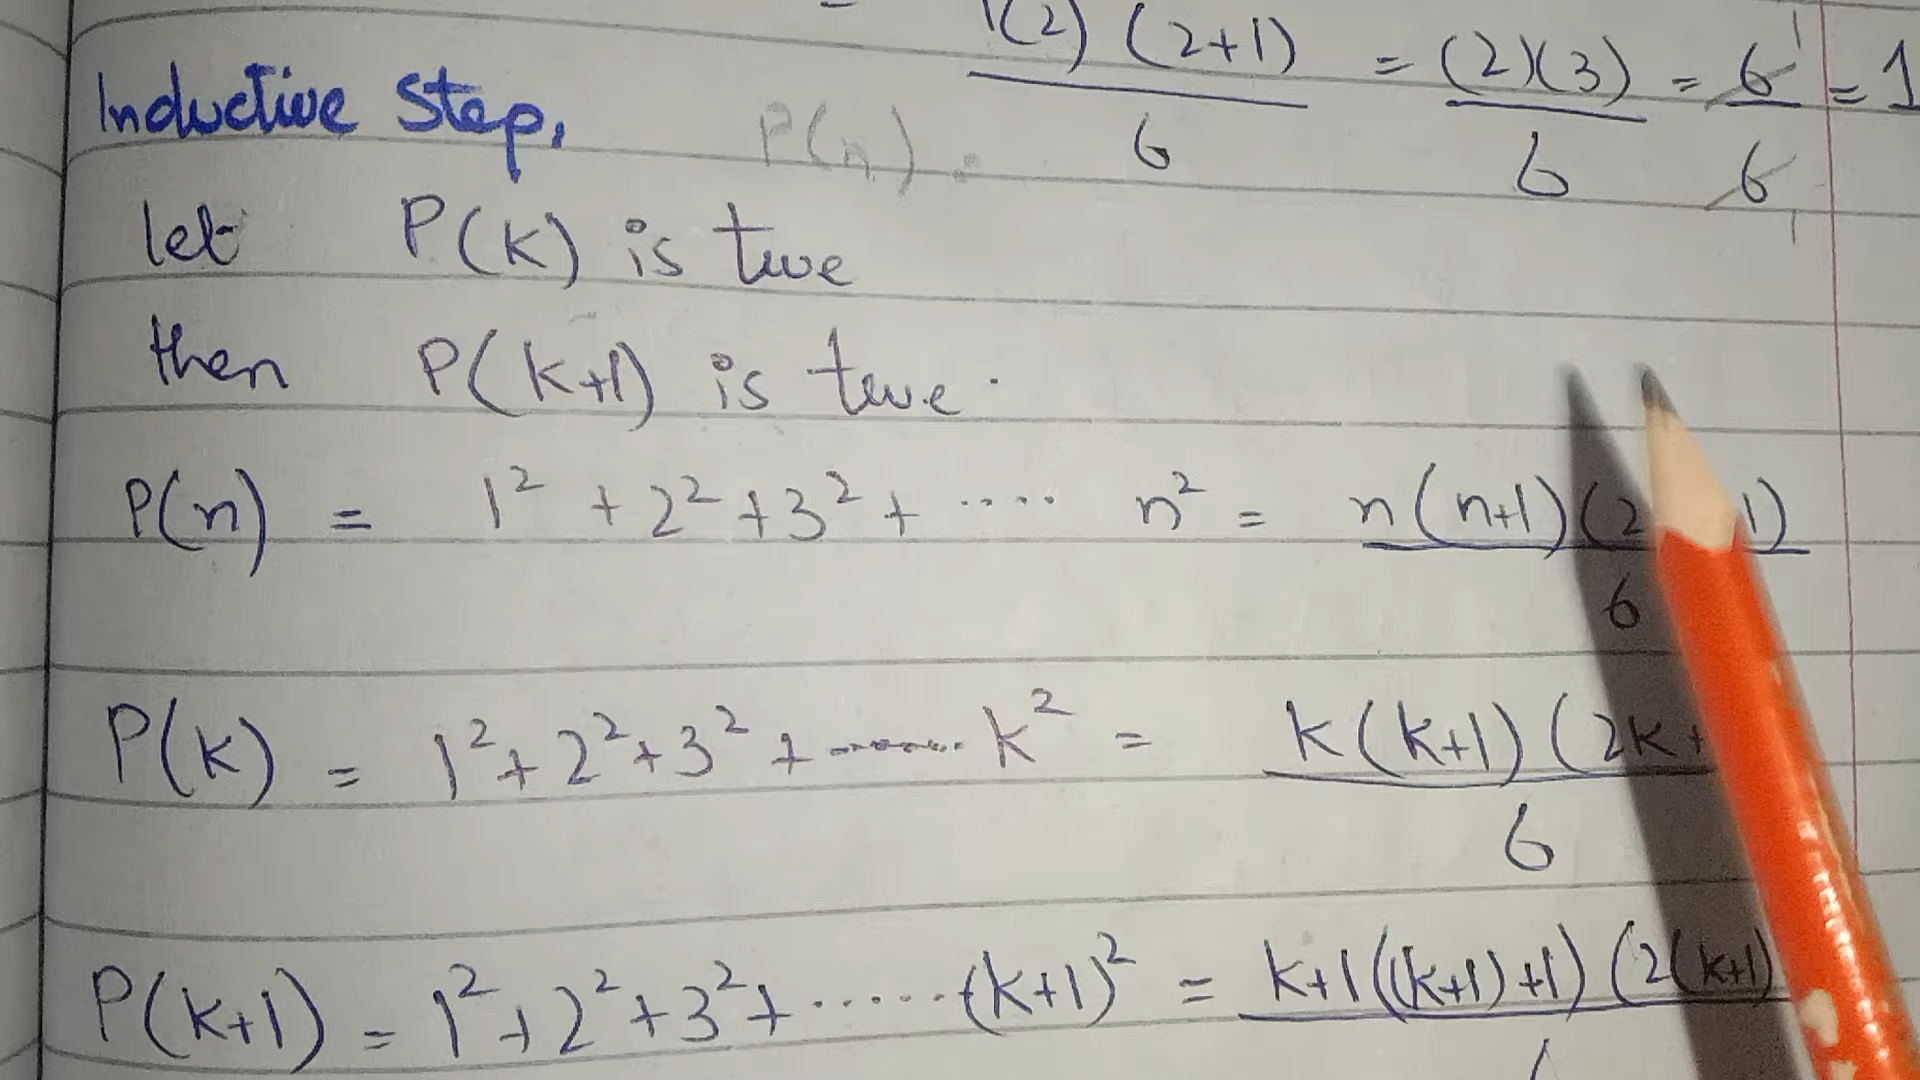 = 1(2) (2+1) / 6 = (2)(3) / 6 = 6 / 6 = 1
Inductive Step, P(n) :
let P(k) is true
then P(k+1) is true.
P(n) = 1² + 2² + 3² + .... n² = n(n+1)(2 1) / 6
P(k) = 1² + 2² + 3² + ....... k² = k(k+1)(2k+ / 6
P(k+1) = 1² + 2² + 3² + ..... (k+1)² = k+1((k+1)+1)(2(k+1)